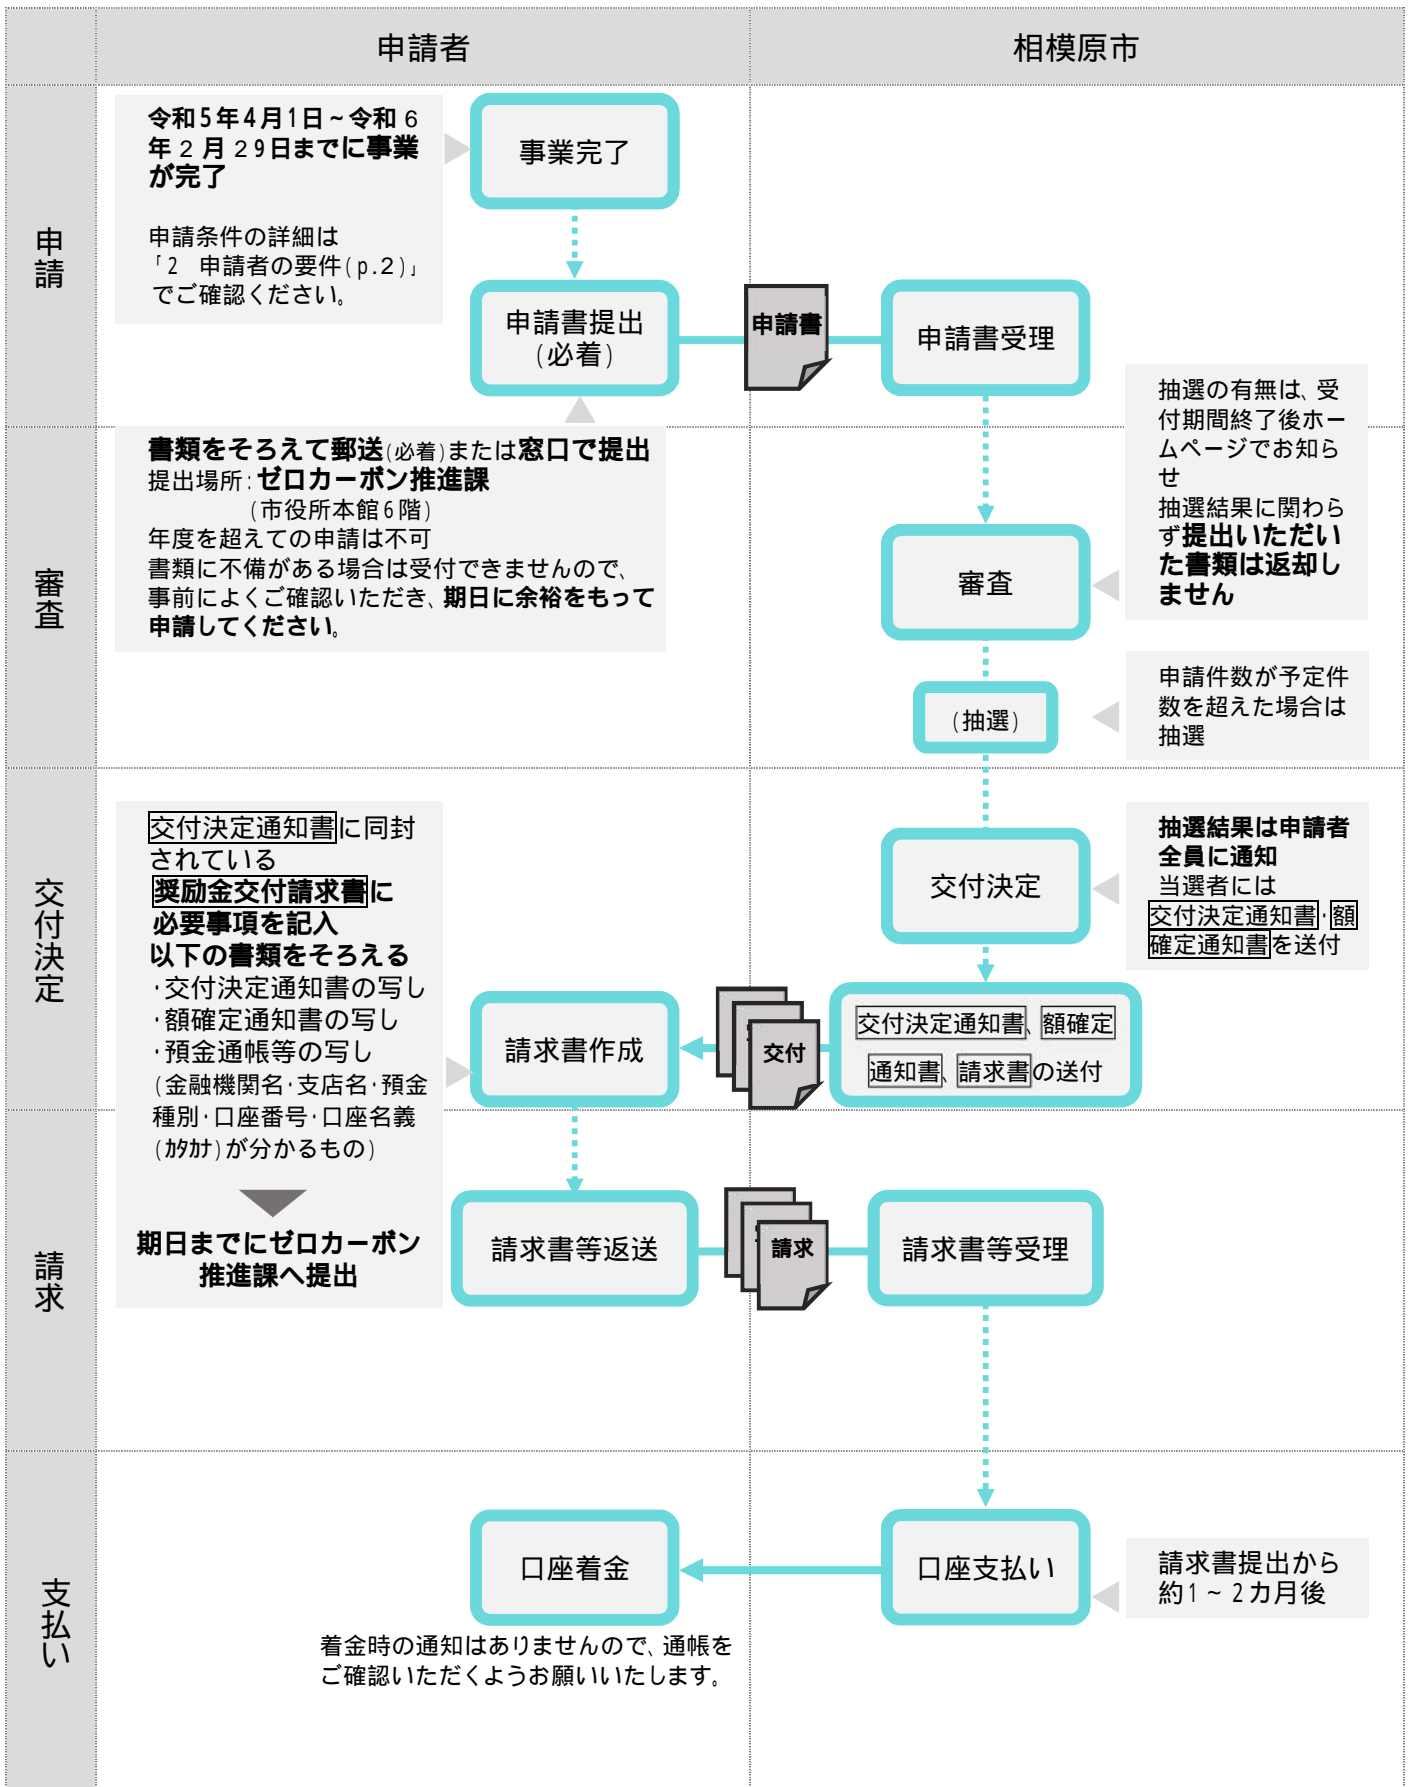 申請者
相模原市
申請
令和5年4月1日～令和６
年２月２9日までに事業
が完了
申請条件の詳細は
「2　申請者の要件(p.2)」
でご確認ください。
事業完了
申請書提出
(必着)
申請書
申請書受理
審査
書類をそろえて郵送(必着)または窓口で提出
提出場所：ゼロカーボン推進課
(市役所本館6階)
年度を超えての申請は不可
書類に不備がある場合は受付できませんので、
事前によくご確認いただき、期日に余裕をもって
申請してください。
抽選の有無は、受
付期間終了後ホー
ムページでお知ら
せ
抽選結果に関わら
ず提出いただい
た書類は返却し
ません
審査
(抽選)
申請件数が予定件
数を超えた場合は
抽選
交付決定
交付決定通知書に同封
されている
奨励金交付請求書に
必要事項を記入
以下の書類をそろえる
・交付決定通知書の写し
・額確定通知書の写し
・預金通帳等の写し
(金融機関名・支店名・預金
種別・口座番号・口座名義
(ｶﾀｶﾅ)が分かるもの)
期日までにゼロカーボン
推進課へ提出
交付決定
抽選結果は申請者
全員に通知
当選者には
交付決定通知書・額
確定通知書を送付
請求書作成
交付
交付決定通知書、額確定
通知書、請求書の送付
請求
請求書等返送
請求
請求書等受理
支払い
口座着金
口座支払い
請求書提出から
約1～2カ月後
着金時の通知はありませんので、通帳を
ご確認いただくようお願いいたします。